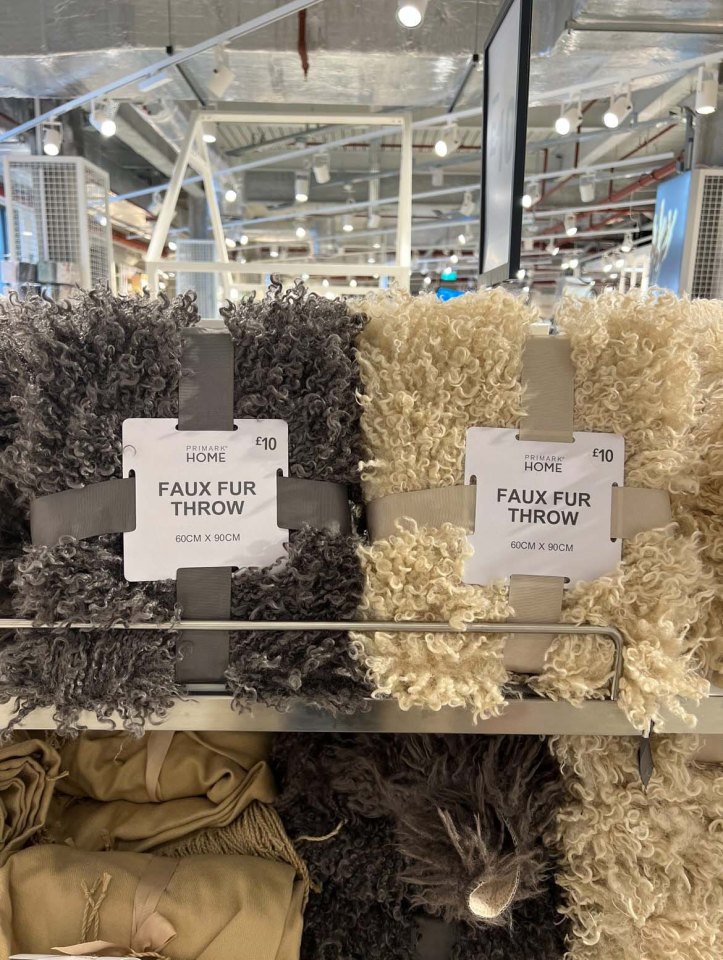 PRIMARK®
HOME
£10
FAUX FUR
THROW
60CM X 90CM
PRIMARK®
HOME
£10
FAUX FUR
THROW
60CM X 90CM